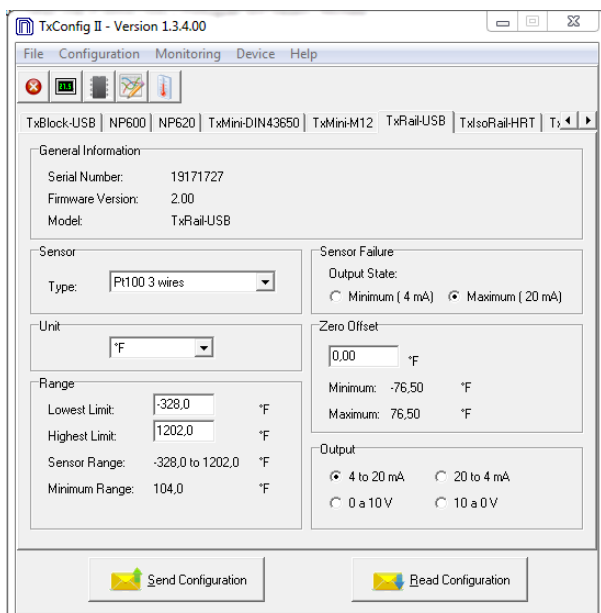 TxConfig II - Version 1.3.4.00
File Configuration Monitoring Device Help
TxBlock-USB NP600 NP620 TxMini-DIN43650 TxMini-M12 TxRail-USB TxIsoRail-HRT
General Information
Serial Number: 19171727
Firmware Version: 2.00
Model: TxRail-USB
Sensor
Type: Pt100 3 wires
Sensor Failure
Output State:
Minimum ( 4 mA) Maximum ( 20 mA)
Unit
°F
Zero Offset
0,00 °F
Minimum: -76,50 °F
Maximum: 76,50 °F
Range
Lowest Limit: -328,0 °F
Highest Limit: 1202,0 °F
Sensor Range: -328,0 to 1202,0 °F
Minimum Range: 104,0 °F
Output
4 to 20 mA 20 to 4 mA
0 a 10 V 10 a 0 V
Send Configuration Read Configuration